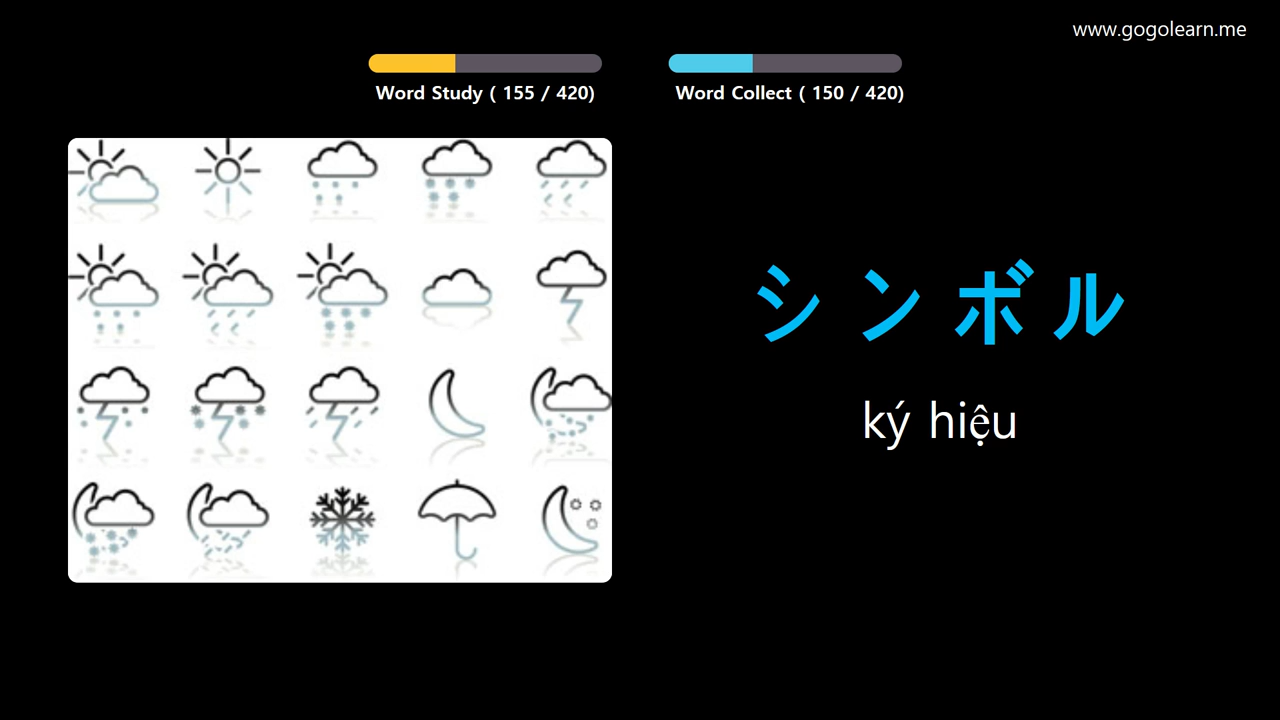 www.gogolearn.me
Word Study ( 155 / 420)
Word Collect ( 150 / 420)
シンボル
ký hiệu